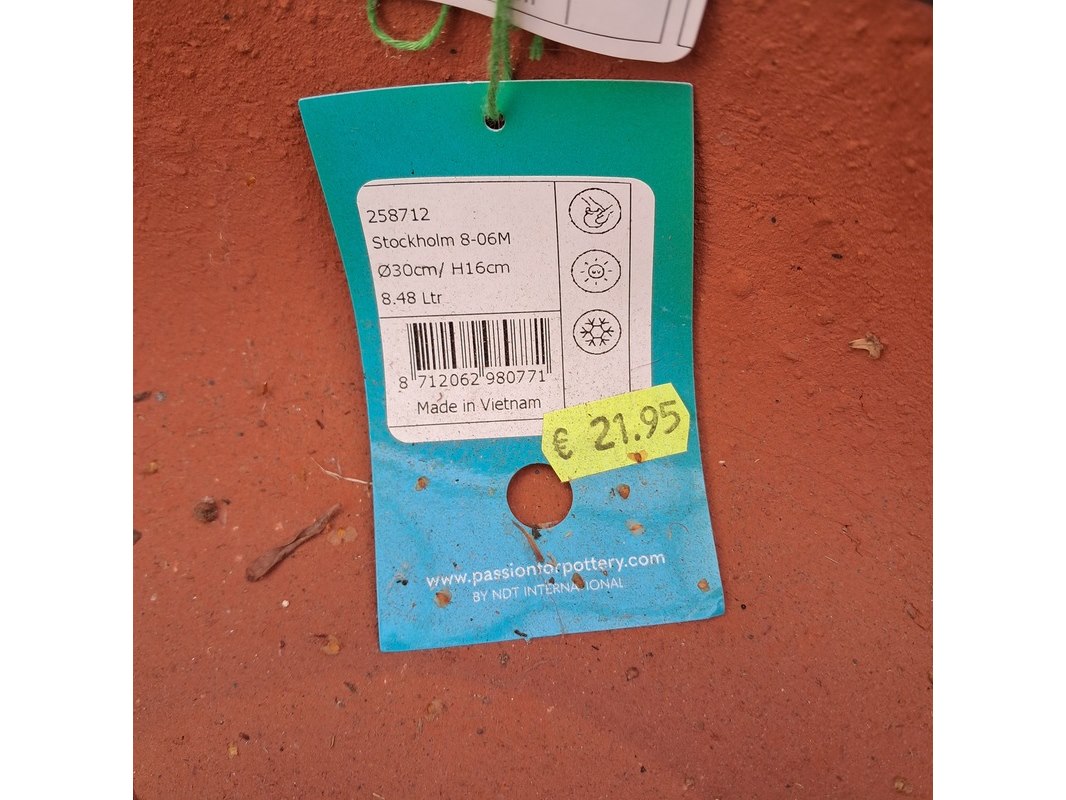 258712
Stockholm 8-06M
Ø30cm/ H16cm
8.48 Ltr
8 712062 980771
Made in Vietnam
€ 21.95
www.passionforpottery.com
BY NDT INTERNATIONAL